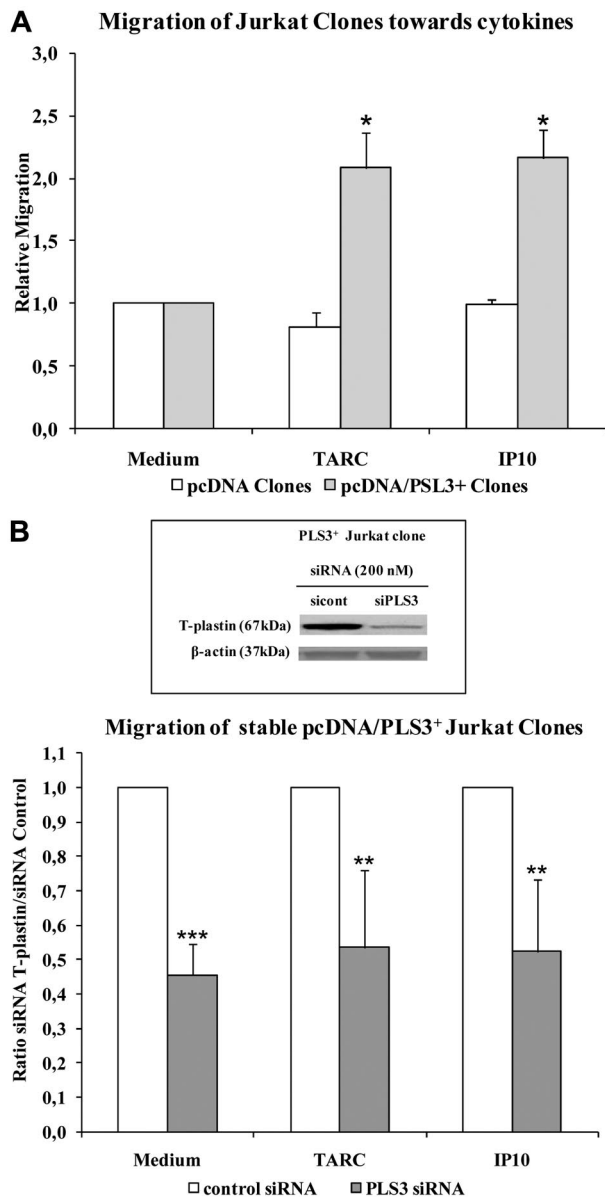 A
Migration of Jurkat Clones towards cytokines
Relative Migration
3,0
2,5
2,0
1,5
1,0
0,5
0,0
*
*
Medium TARC IP10
pcDNA Clones pcDNA/PSL3+ Clones
B
PLS3+ Jurkat clone
siRNA (200 nM)
sicont siPLS3
T-plastin (67kDa)
β-actin (37kDa)
Migration of stable pcDNA/PLS3+ Jurkat Clones
Ratio siRNA T-plastin/siRNA Control
1,1
1,0
0,9
0,8
0,7
0,6
0,5
0,4
0,3
0,2
0,1
0,0
***
**
**
Medium TARC IP10
control siRNA PLS3 siRNA